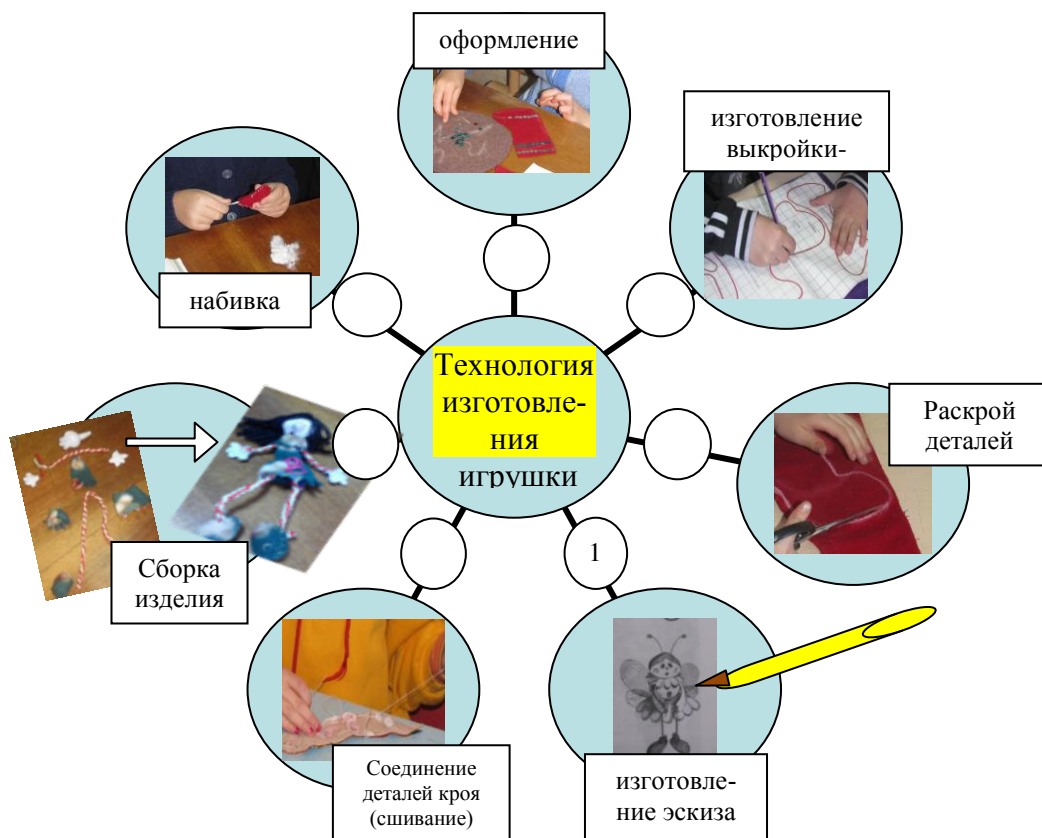 оформление
изготовление
выкройки-
набивка
Технология
изготовле-
ния
игрушки
Раскрой
деталей
Сборка
изделия
1
Соединение
деталей кроя
(сшивание)
изготовле-
ние эскиза